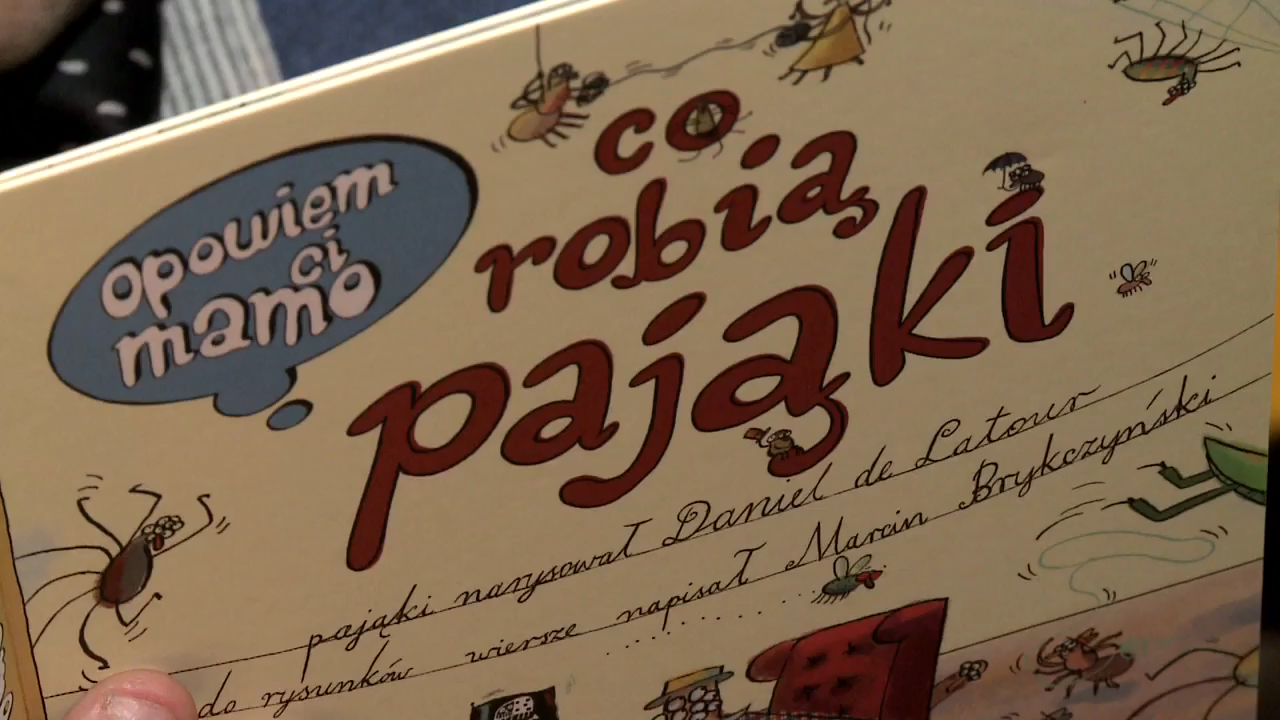 opowiem
ci
mamo
co
robią
pająki
pająki narysował Daniel de Latour
do rysunków wiersze napisał Marcin Brykczyński